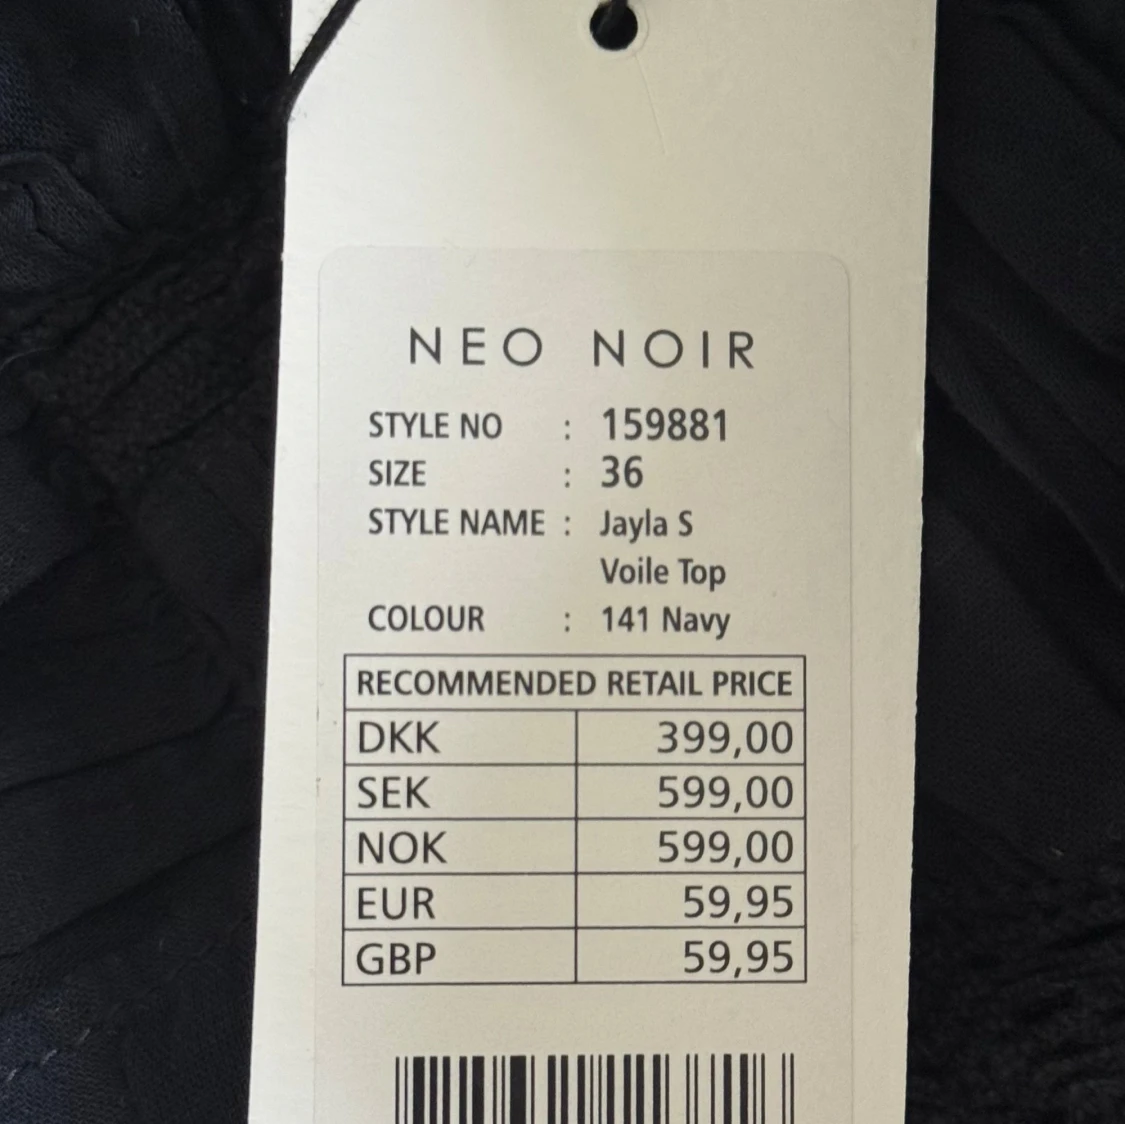 NEO NOIR
STYLE NO : 159881
SIZE : 36
STYLE NAME : Jayla S
Voile Top
COLOUR : 141 Navy
RECOMMENDED RETAIL PRICE
DKK 399,00
SEK 599,00
NOK 599,00
EUR 59,95
GBP 59,95